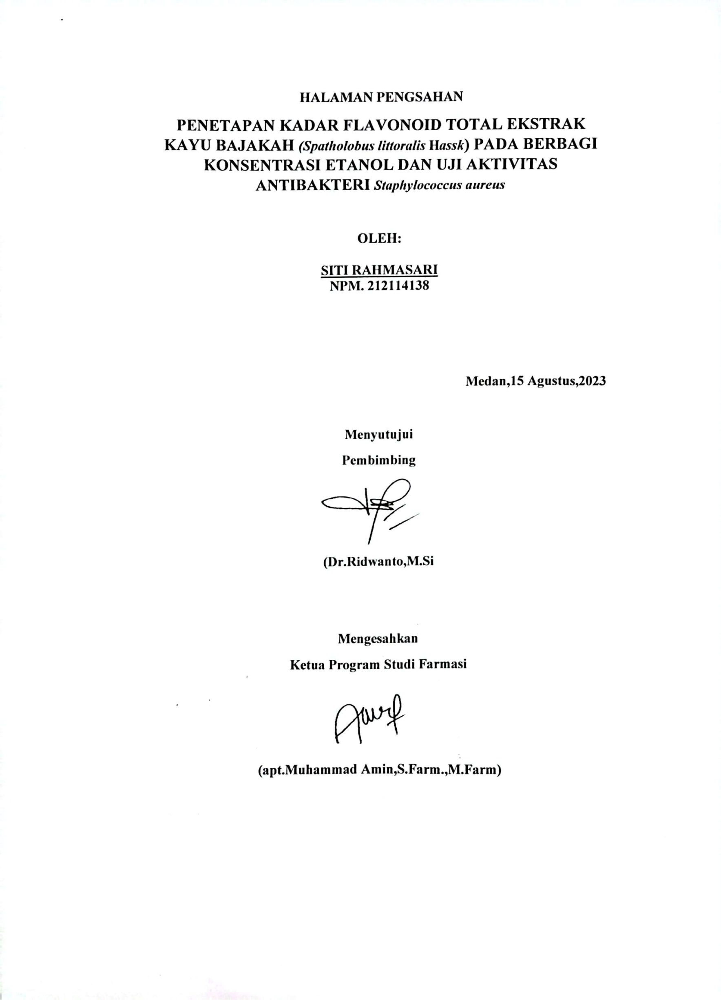 HALAMAN PENGSAHAN
PENETAPAN KADAR FLAVONOID TOTAL EKSTRAK
KAYU BAJAKAH (Spatholobus littoralis Hassk) PADA BERBAGI
KONSENTRASI ETANOL DAN UJI AKTIVITAS
ANTIBAKTERI Staphylococcus aureus
OLEH:
SITI RAHMASARI
NPM. 212114138
Medan,15 Agustus,2023
Menyutujui
Pembimbing
(Dr.Ridwanto,M.Si
Mengesahkan
Ketua Program Studi Farmasi
(apt.Muhammad Amin,S.Farm.,M.Farm)